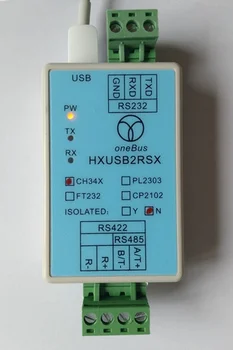 USB
GND
RXD
TXD
RS232
PW
TX
RX
oneBus
HXUSB2RSX
CH34X PL2303
FT232 CP2102
ISOLATED: Y N
RS422
RS485
R-
R+
B/T-
A/T+